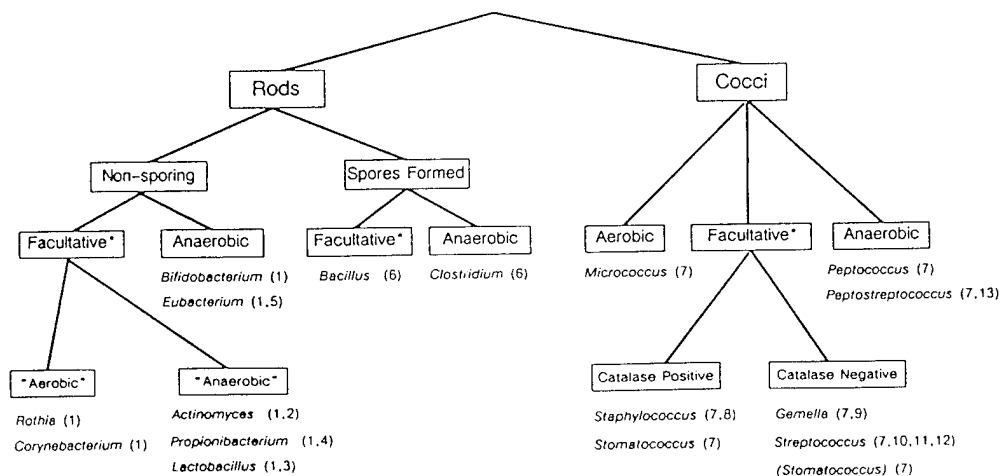 Rods
Cocci
Non-sporing
Spores Formed
Facultative*
Anaerobic
Facultative*
Anaerobic
Aerobic
Facultative*
Anaerobic
Bifidobacterium (1)
Eubacterium (1,5)
Bacillus (6)
Clostridium (6)
Micrococcus (7)
Peptococcus (7)
Peptostreptococcus (7,13)
"Aerobic"
"Anaerobic"
Catalase Positive
Catalase Negative
Rothia (1)
Corynebacterium (1)
Actinomyces (1,2)
Propionibacterium (1,4)
Lactobacillus (1,3)
Staphylococcus (7,8)
Stomatococcus (7)
Gemella (7,9)
Streptococcus (7,10,11,12)
(Stomatococcus) (7)